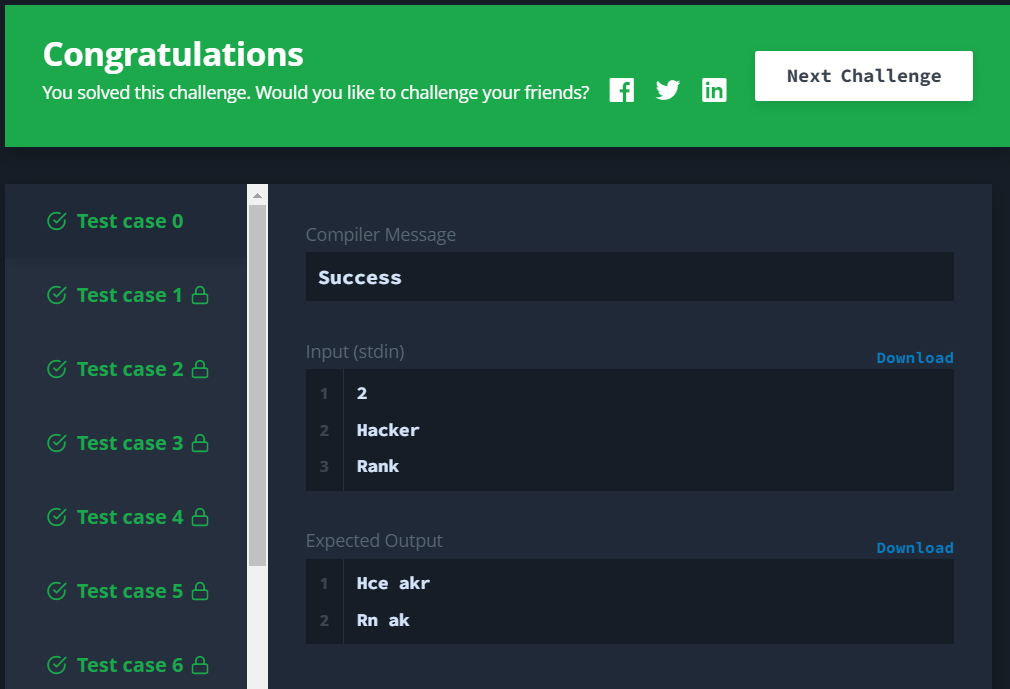 Congratulations
You solved this challenge. Would you like to challenge your friends?
Next Challenge
Test case 0
Test case 1
Test case 2
Test case 3
Test case 4
Test case 5
Test case 6
Compiler Message
Success
Input (stdin)
Download
1 2
2 Hacker
3 Rank
Expected Output
Download
1 Hce akr
2 Rn ak